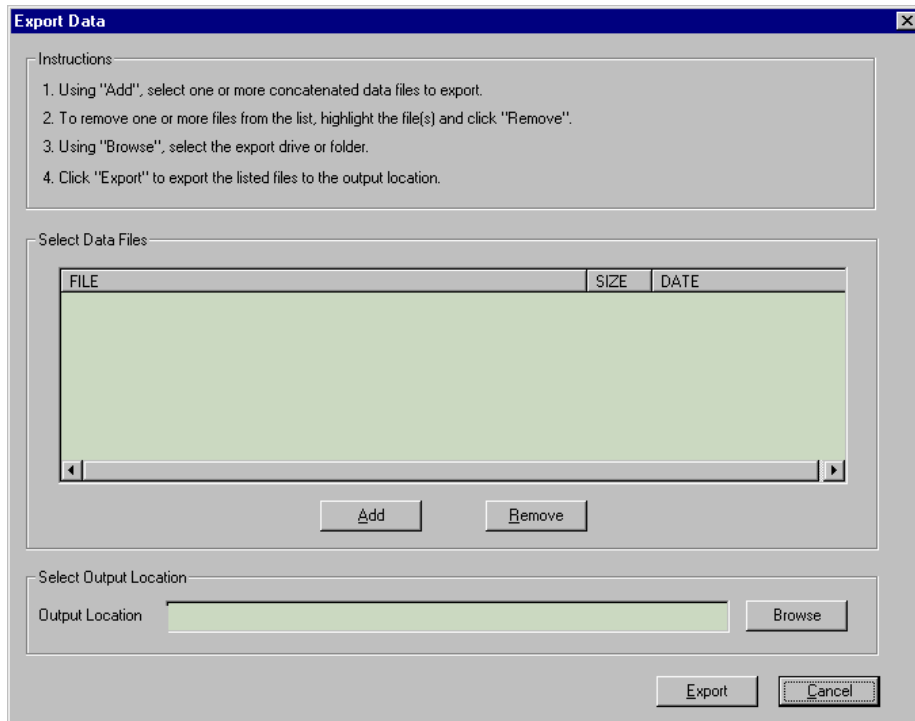 Export Data
Instructions
1. Using "Add", select one or more concatenated data files to export.
2. To remove one or more files from the list, highlight the file(s) and click "Remove".
3. Using "Browse", select the export drive or folder.
4. Click "Export" to export the listed files to the output location.
Select Data Files
FILE SIZE DATE
Add Remove
Select Output Location
Output Location Browse
Export Cancel